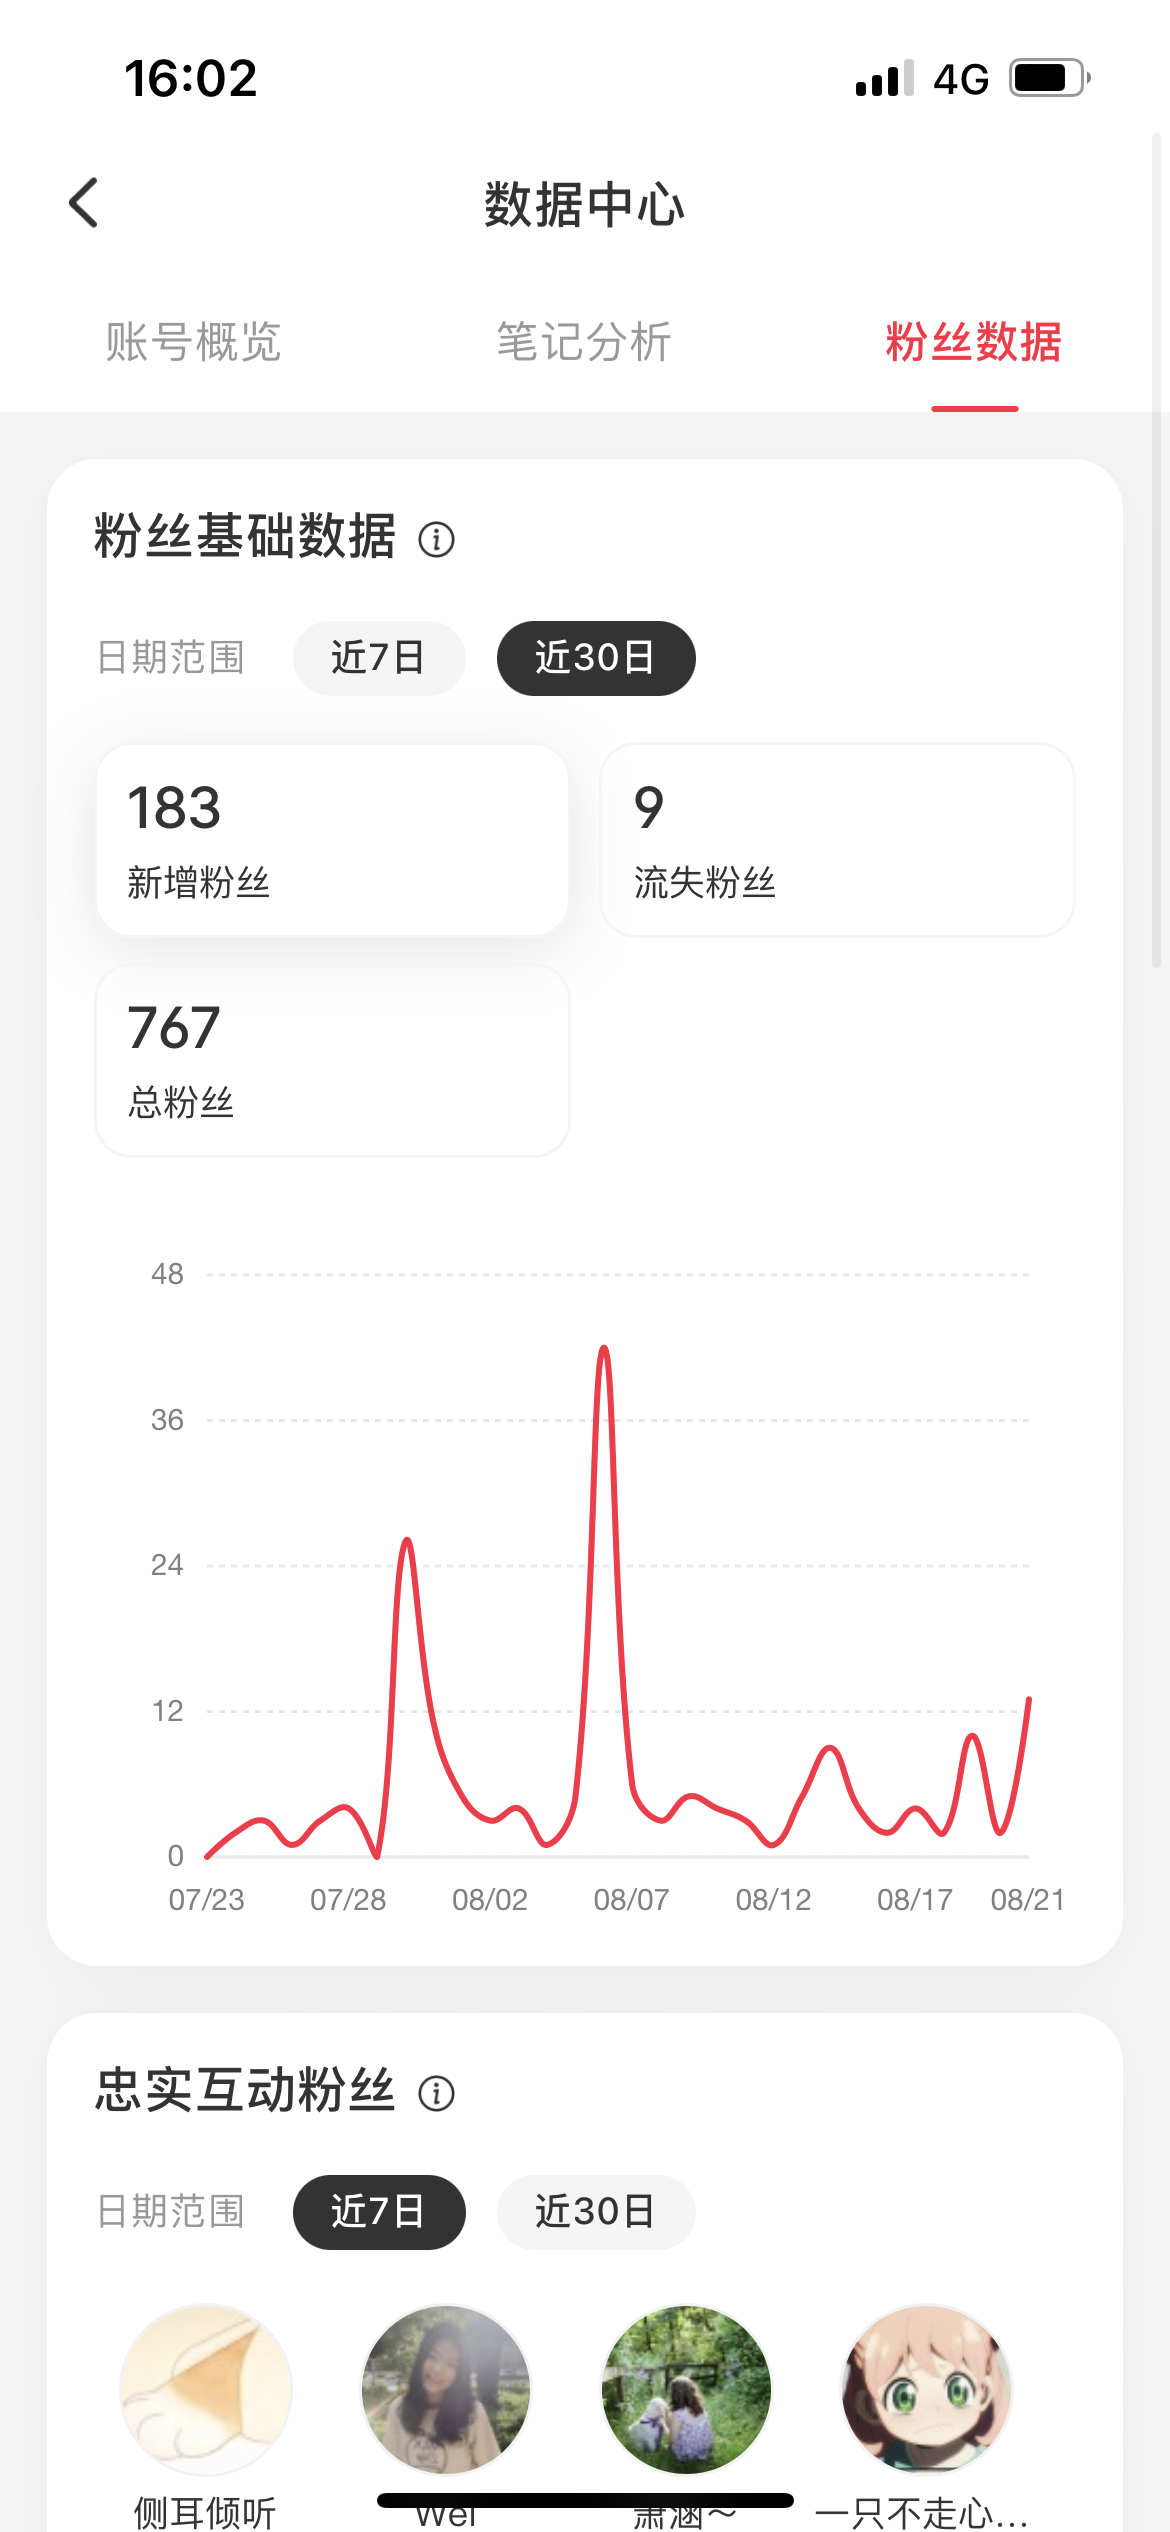 16:02
4G
数据中心
账号概览
笔记分析
粉丝数据
粉丝基础数据
日期范围
近7日
近30日
183
新增粉丝
9
流失粉丝
767
总粉丝
48
36
24
12
0
07/23
07/28
08/02
08/07
08/12
08/17
08/21
忠实互动粉丝
日期范围
近7日
近30日
侧耳倾听
Wei
萧涵～
一只不走心...